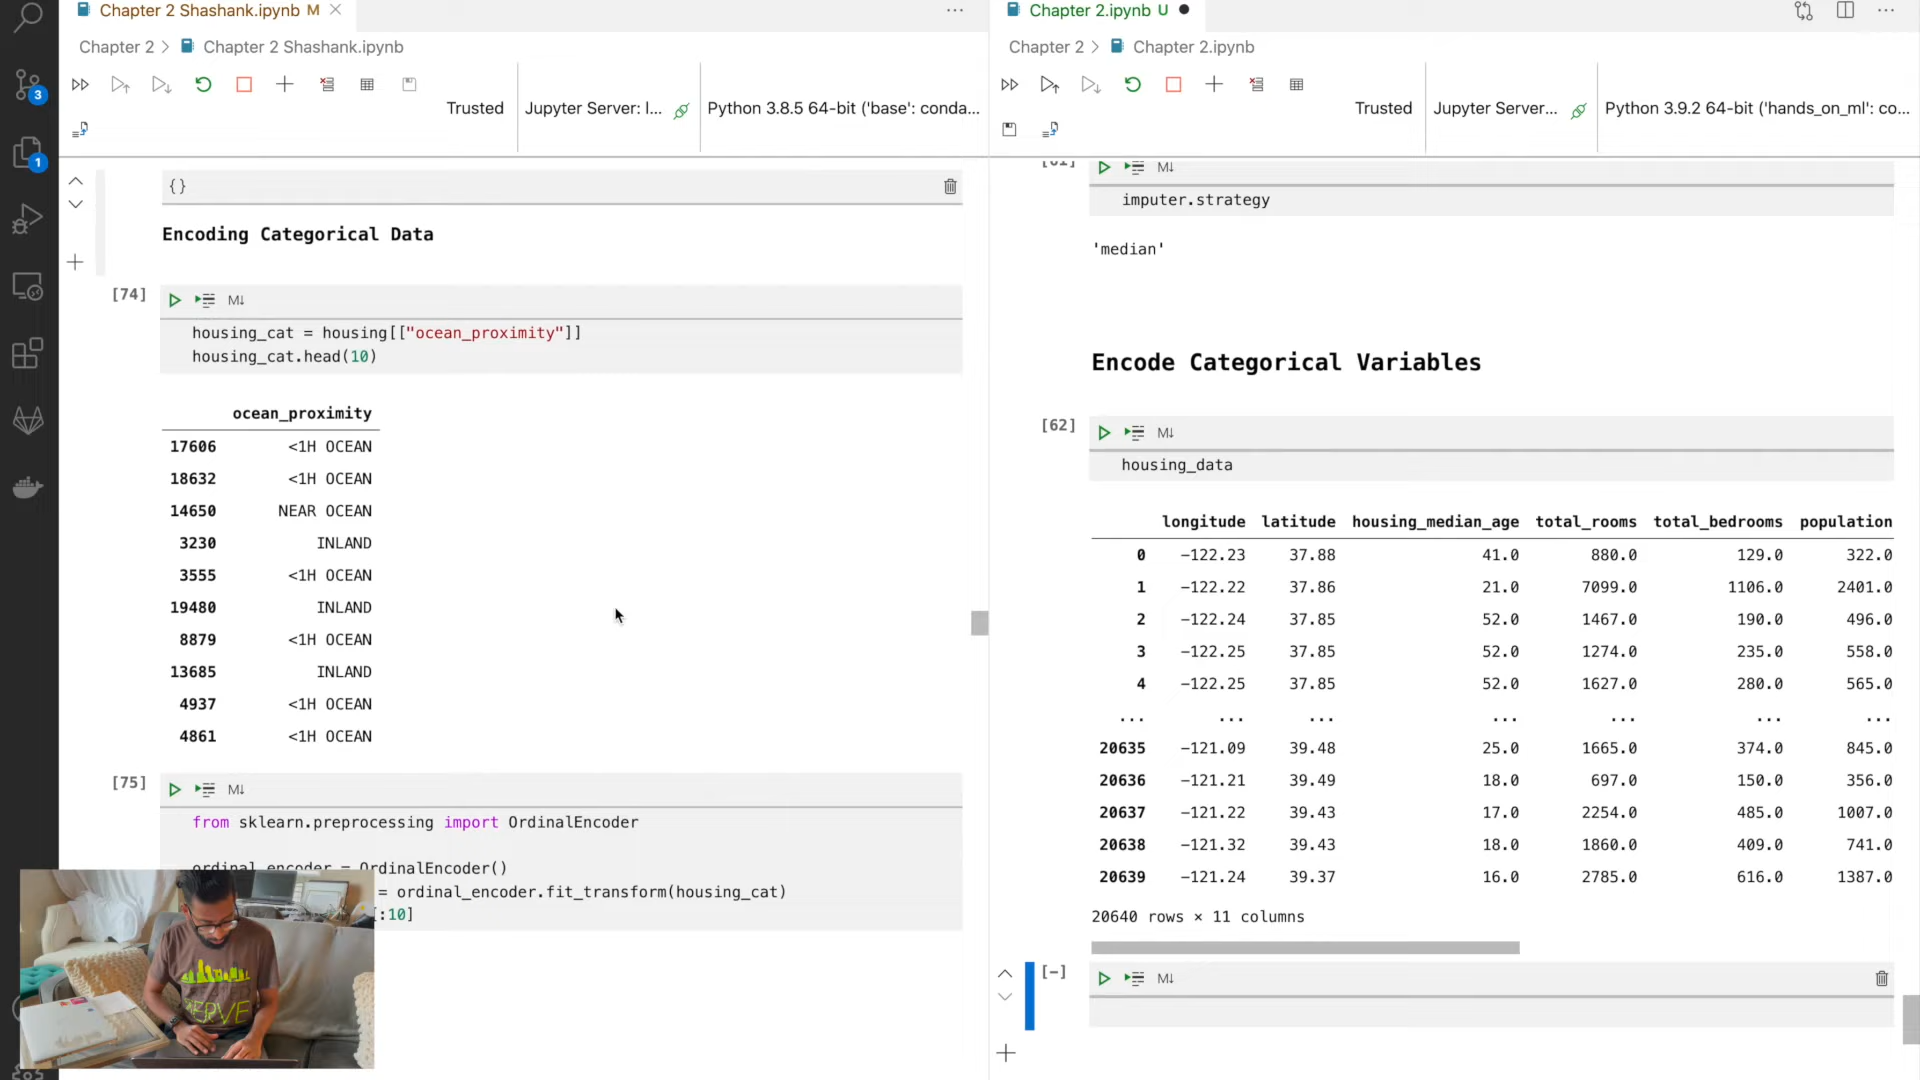 Chapter 2 Shashank.ipynb M
Chapter 2 > Chapter 2 Shashank.ipynb
Trusted
Jupyter Server: l...
Python 3.8.5 64-bit ('base': conda...
3
1
{}
Encoding Categorical Data
[74]
M↓
housing_cat = housing[["ocean_proximity"]]
housing_cat.head(10)
ocean_proximity
17606 <1H OCEAN
18632 <1H OCEAN
14650 NEAR OCEAN
3230 INLAND
3555 <1H OCEAN
19480 INLAND
8879 <1H OCEAN
13685 INLAND
4937 <1H OCEAN
4861 <1H OCEAN
[75]
M↓
from sklearn.preprocessing import OrdinalEncoder
ordinal_encoder = OrdinalEncoder()
= ordinal_encoder.fit_transform(housing_cat)
[:10]
Chapter 2.ipynb U
Chapter 2 > Chapter 2.ipynb
Trusted
Jupyter Server...
Python 3.9.2 64-bit ('hands_on_ml': co...
[61]
M↓
imputer.strategy
'median'
Encode Categorical Variables
[62]
M↓
housing_data
longitude latitude housing_median_age total_rooms total_bedrooms population
0 −122.23 37.88 41.0 880.0 129.0 322.0
1 −122.22 37.86 21.0 7099.0 1106.0 2401.0
2 −122.24 37.85 52.0 1467.0 190.0 496.0
3 −122.25 37.85 52.0 1274.0 235.0 558.0
4 −122.25 37.85 52.0 1627.0 280.0 565.0
... ... ... ... ... ... ...
20635 −121.09 39.48 25.0 1665.0 374.0 845.0
20636 −121.21 39.49 18.0 697.0 150.0 356.0
20637 −121.22 39.43 17.0 2254.0 485.0 1007.0
20638 −121.32 39.43 18.0 1860.0 409.0 741.0
20639 −121.24 39.37 16.0 2785.0 616.0 1387.0
20640 rows × 11 columns
[-]
M↓